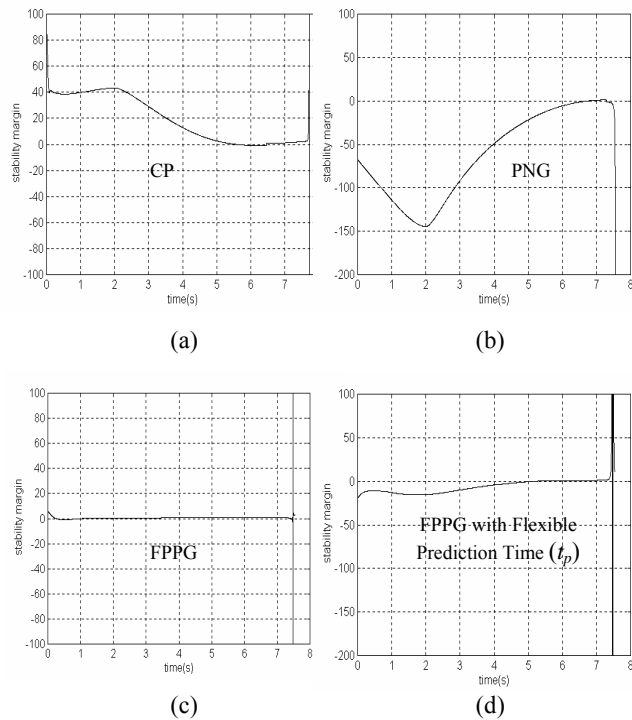 100
80
60
40
20
0
-20
-40
-60
-80
-100
stability margin
CP
0 1 2 3 4 5 6 7
time(s)
(a)
100
50
0
-50
-100
-150
-200
stability margin
PNG
0 1 2 3 4 5 6 7 8
time(s)
(b)
100
80
60
40
20
0
-20
-40
-60
-80
-100
stability margin
FPPG
0 1 2 3 4 5 6 7 8
time(s)
(c)
100
50
0
-50
-100
-150
-200
stability margin
FPPG with Flexible
Prediction Time (tₚ)
0 1 2 3 4 5 6 7 8
time(s)
(d)